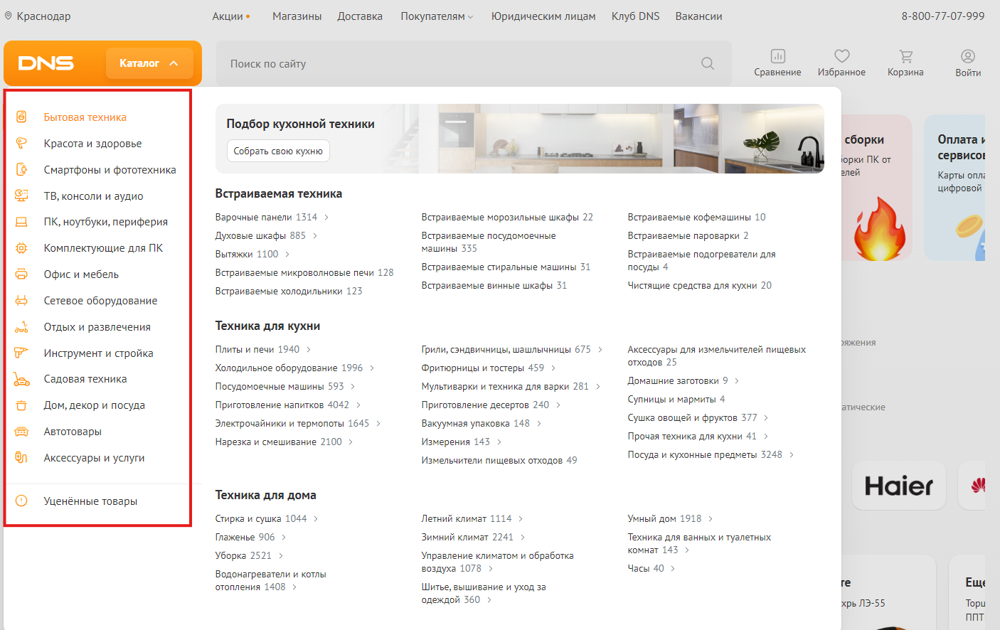 Краснодар
Акции
Магазины
Доставка
Покупателям
Юридическим лицам
Клуб DNS
Вакансии
8-800-77-07-999
DNS
Каталог
Поиск по сайту
Сравнение
Избранное
Корзина
Войти
Бытовая техника
Красота и здоровье
Смартфоны и фототехника
ТВ, консоли и аудио
ПК, ноутбуки, периферия
Комплектующие для ПК
Офис и мебель
Сетевое оборудование
Отдых и развлечения
Инструмент и стройка
Садовая техника
Дом, декор и посуда
Автотовары
Аксессуары и услуги
Уценённые товары
Подбор кухонной техники
Собрать свою кухню
Встраиваемая техника
Варочные панели 1314
Духовые шкафы 885
Вытяжки 1100
Встраиваемые микроволновые печи 128
Встраиваемые холодильники 123
Встраиваемые морозильные шкафы 22
Встраиваемые посудомоечные
машины 335
Встраиваемые стиральные машины 31
Встраиваемые винные шкафы 31
Встраиваемые кофемашины 10
Встраиваемые пароварки 2
Встраиваемые подогреватели для
посуды 4
Чистящие средства для кухни 20
Техника для кухни
Плиты и печи 1940
Холодильное оборудование 1996
Посудомоечные машины 593
Приготовление напитков 4042
Электрочайники и термопоты 1645
Нарезка и смешивание 2100
Грили, сэндвичницы, шашлычницы 675
Фритюрницы и тостеры 459
Мультиварки и техника для варки 281
Приготовление десертов 240
Вакуумная упаковка 148
Измерения 143
Измельчители пищевых отходов 49
Аксессуары для измельчителей пищевых
отходов 25
Домашние заготовки 9
Супницы и мармиты 4
Сушка овощей и фруктов 377
Прочая техника для кухни 41
Посуда и кухонные предметы 3248
Техника для дома
Стирка и сушка 1044
Глаженье 906
Уборка 2521
Водонагреватели и котлы
отопления 1408
Летний климат 1114
Зимний климат 2241
Управление климатом и обработка
воздуха 1078
Шитье, вышивание и уход за
одеждой 360
Умный дом 1918
Техника для ванных и туалетных
комнат 143
Часы 40
сборки
борки ПК от
елей
Оплата и
сервисов
Карты опла
цифровой
ряжения
атические
Haier
те
хрь ЛЭ-55
Еще
Торц
ППТ